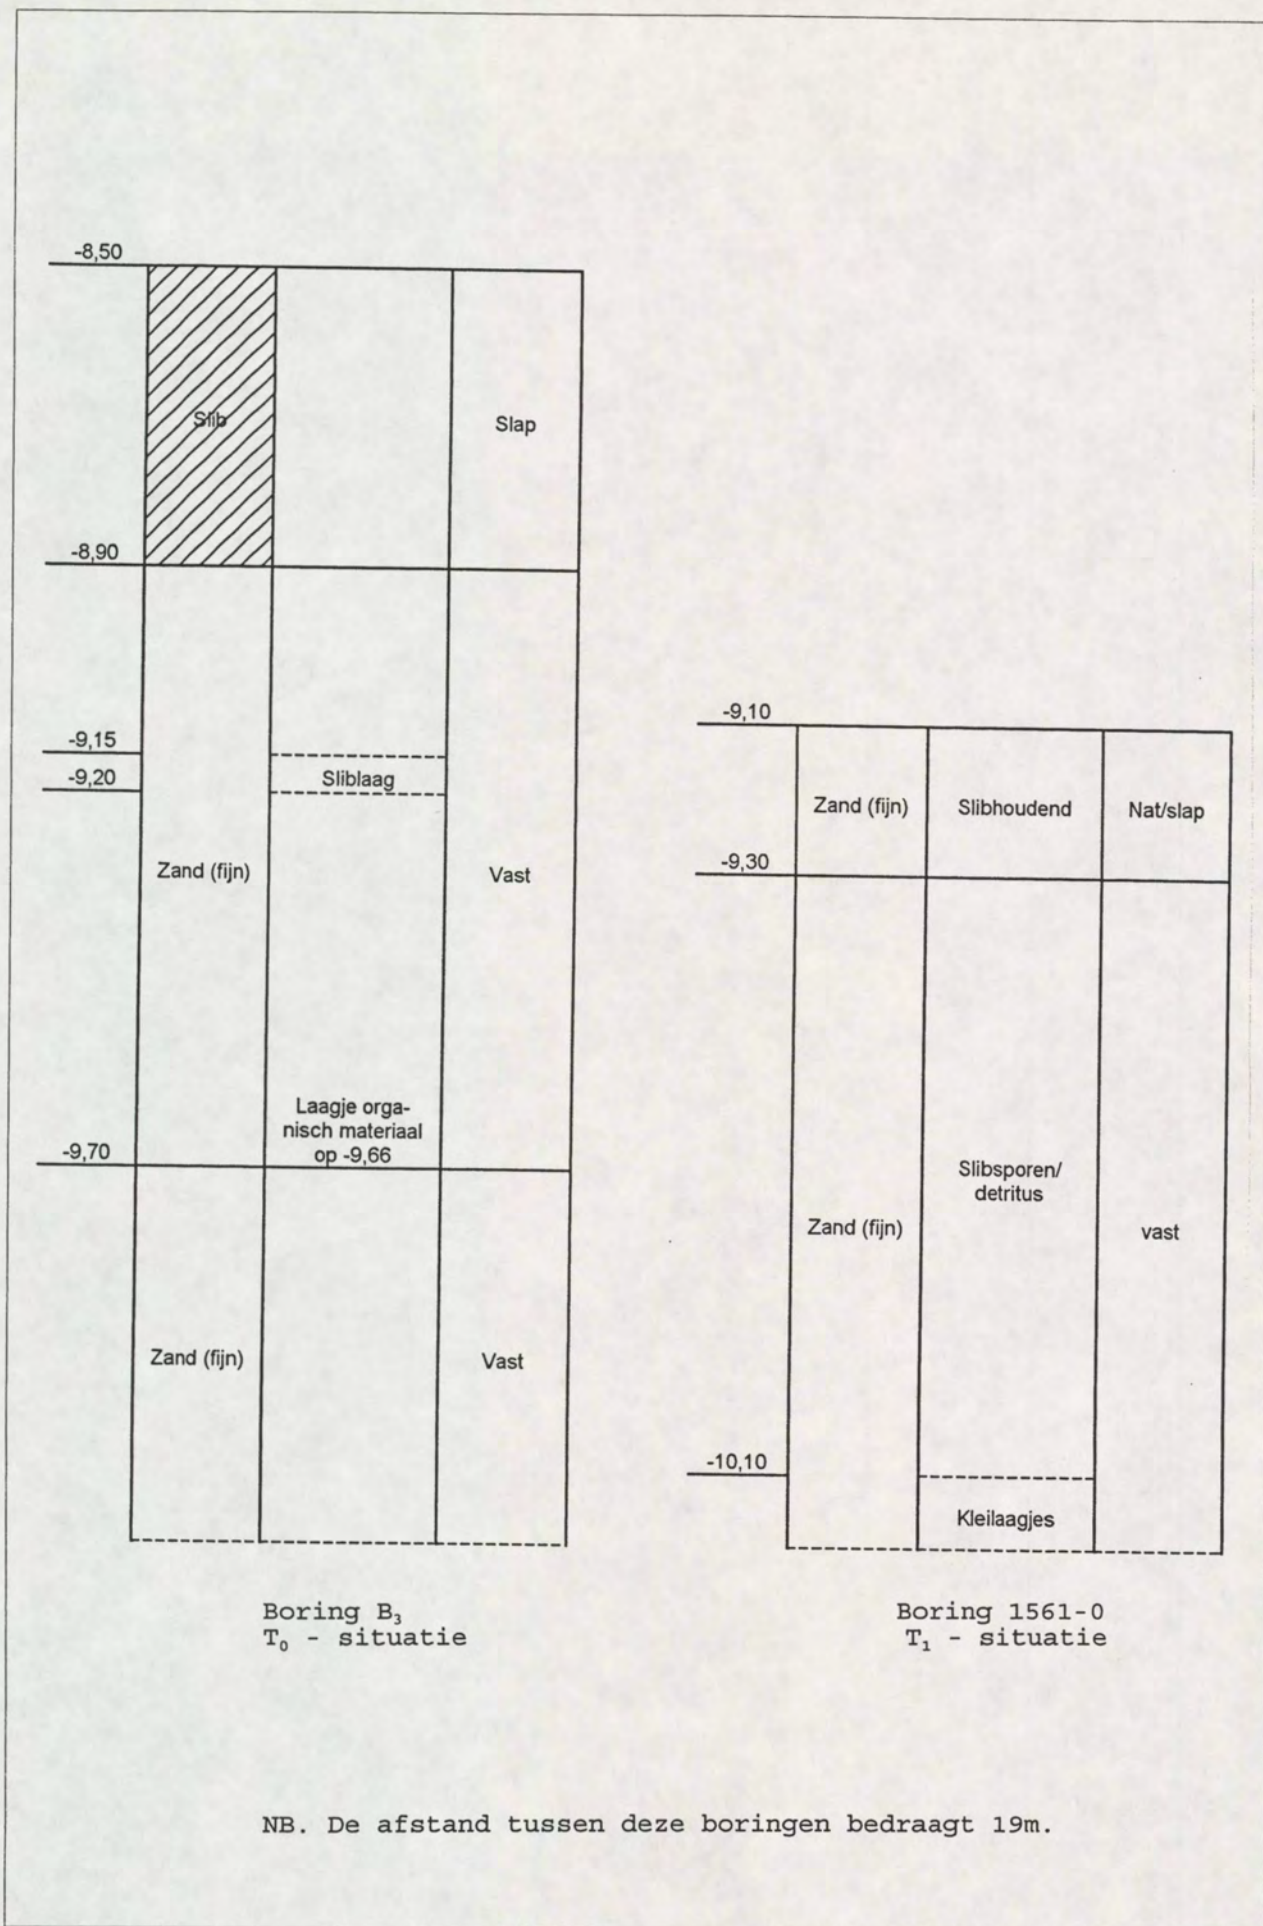 -8,50
Slib
Slap
-8,90
-9,15
-9,20
Sliblaag
Zand (fijn)
Vast
Laagje orga-
nisch materiaal
op -9,66
-9,70
Zand (fijn)
Vast
Boring B₃
T₀ - situatie
-9,10
Zand (fijn)
Slibhoudend
Nat/slap
-9,30
Slibsporen/
detritus
Zand (fijn)
vast
-10,10
Kleilaagjes
Boring 1561-0
T₁ - situatie
NB. De afstand tussen deze boringen bedraagt 19m.